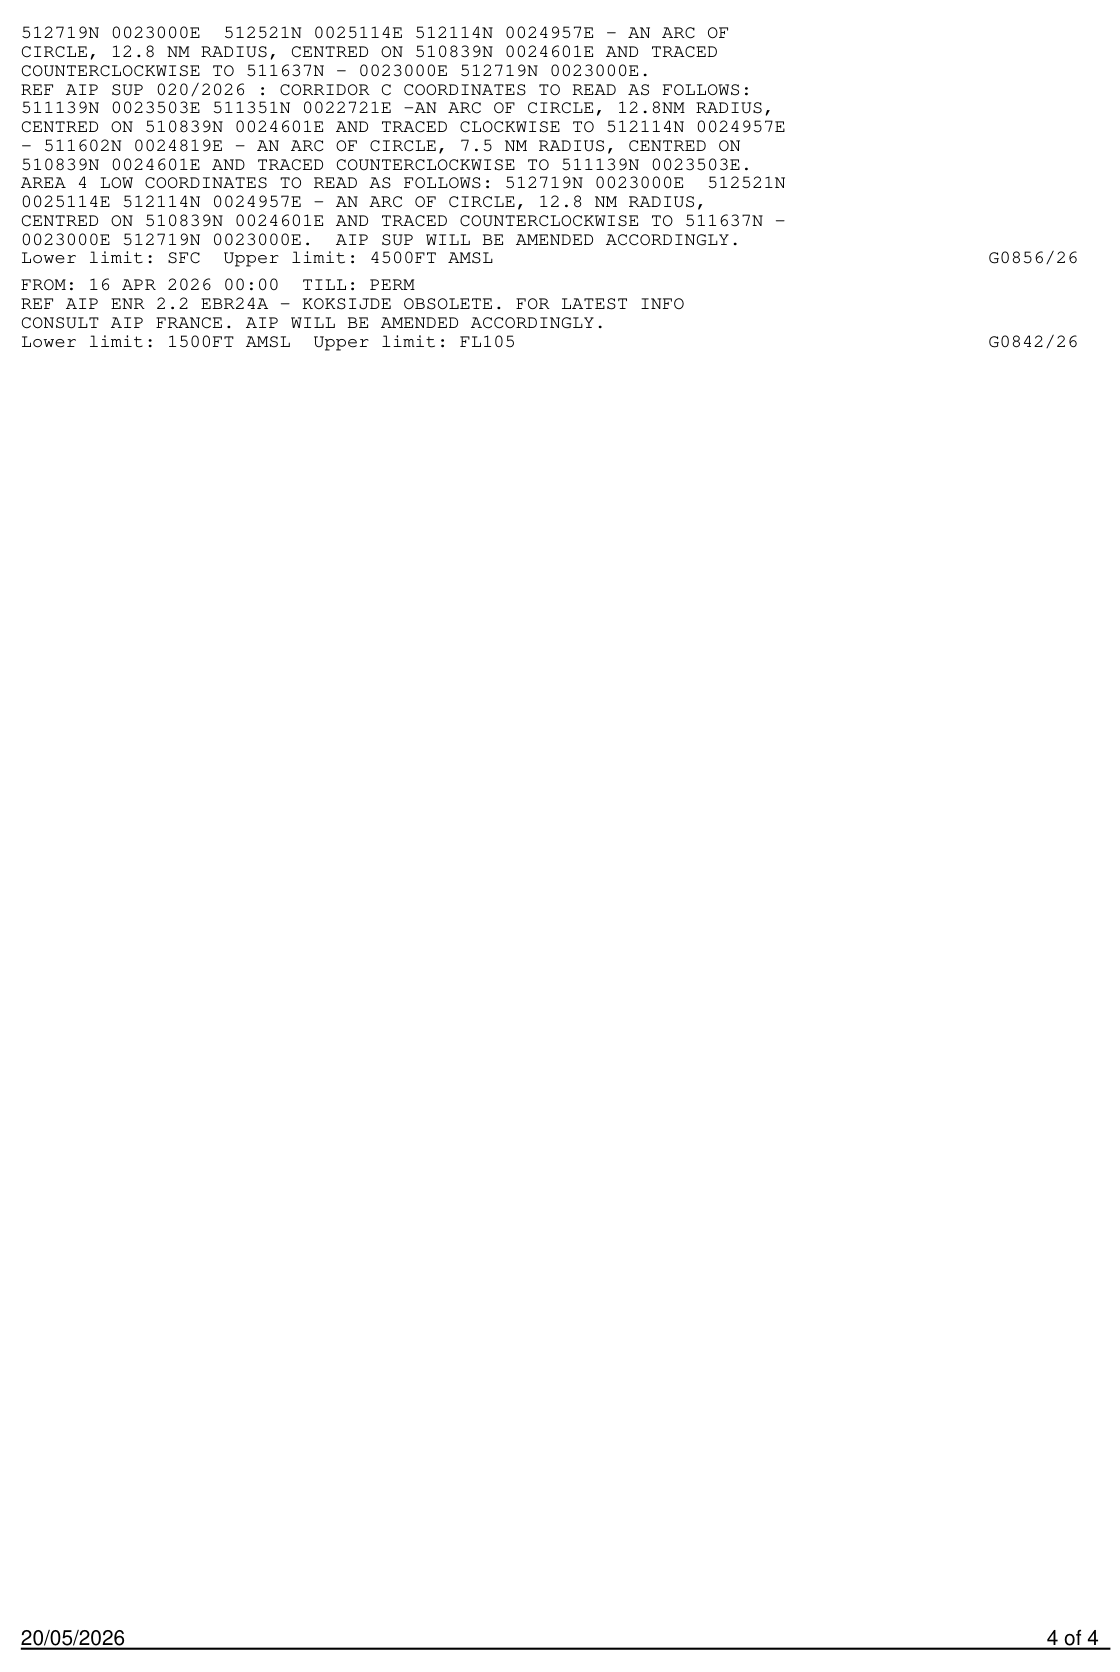 512719N 0023000E  512521N 0025114E 512114N 0024957E - AN ARC OF
CIRCLE, 12.8 NM RADIUS, CENTRED ON 510839N 0024601E AND TRACED
COUNTERCLOCKWISE TO 511637N - 0023000E 512719N 0023000E.
REF AIP SUP 020/2026 : CORRIDOR C COORDINATES TO READ AS FOLLOWS:
511139N 0023503E 511351N 0022721E -AN ARC OF CIRCLE, 12.8NM RADIUS,
CENTRED ON 510839N 0024601E AND TRACED CLOCKWISE TO 512114N 0024957E
- 511602N 0024819E - AN ARC OF CIRCLE, 7.5 NM RADIUS, CENTRED ON
510839N 0024601E AND TRACED COUNTERCLOCKWISE TO 511139N 0023503E.
AREA 4 LOW COORDINATES TO READ AS FOLLOWS: 512719N 0023000E  512521N
0025114E 512114N 0024957E - AN ARC OF CIRCLE, 12.8 NM RADIUS,
CENTRED ON 510839N 0024601E AND TRACED COUNTERCLOCKWISE TO 511637N -
0023000E 512719N 0023000E.  AIP SUP WILL BE AMENDED ACCORDINGLY.
Lower limit: SFC  Upper limit: 4500FT AMSL G0856/26
FROM: 16 APR 2026 00:00  TILL: PERM
REF AIP ENR 2.2 EBR24A - KOKSIJDE OBSOLETE. FOR LATEST INFO
CONSULT AIP FRANCE. AIP WILL BE AMENDED ACCORDINGLY.
Lower limit: 1500FT AMSL  Upper limit: FL105 G0842/26
20/05/2026 4 of 4